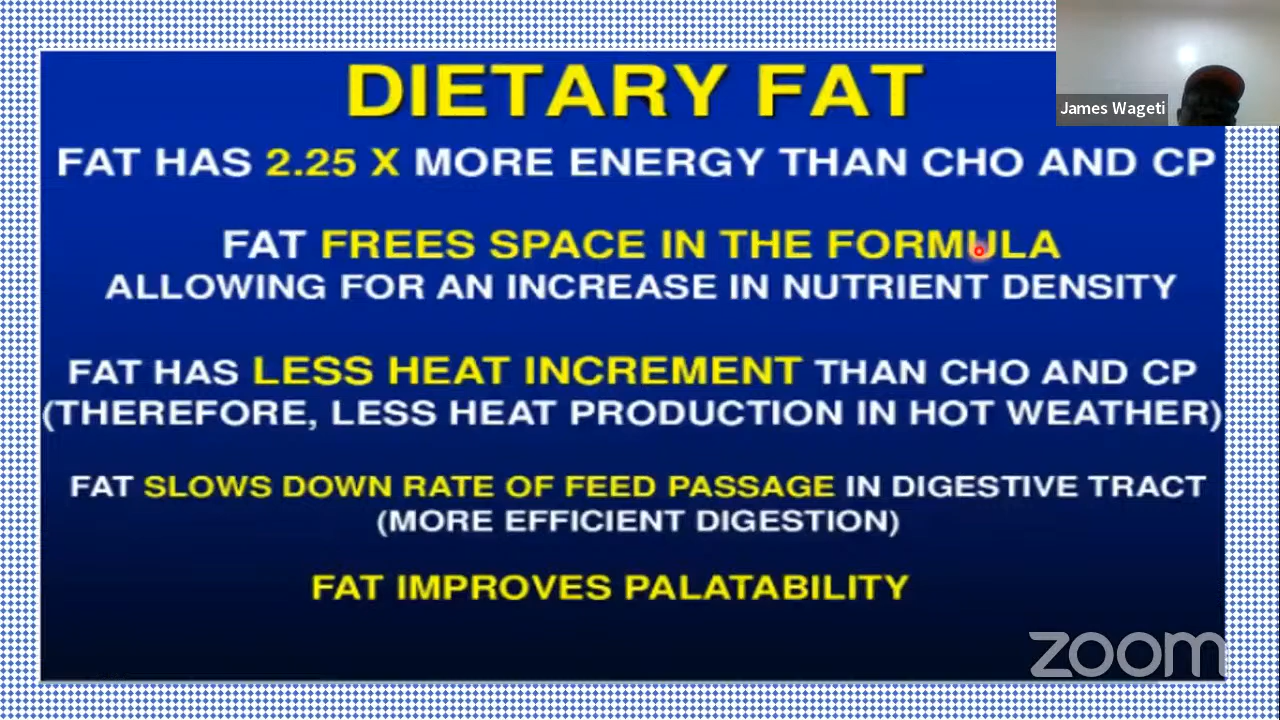 DIETARY FAT
James Wageti
FAT HAS 2.25 X MORE ENERGY THAN CHO AND CP
FAT FREES SPACE IN THE FORMULA
ALLOWING FOR AN INCREASE IN NUTRIENT DENSITY
FAT HAS LESS HEAT INCREMENT THAN CHO AND CP
(THEREFORE, LESS HEAT PRODUCTION IN HOT WEATHER)
FAT SLOWS DOWN RATE OF FEED PASSAGE IN DIGESTIVE TRACT
(MORE EFFICIENT DIGESTION)
FAT IMPROVES PALATABILITY
zoom